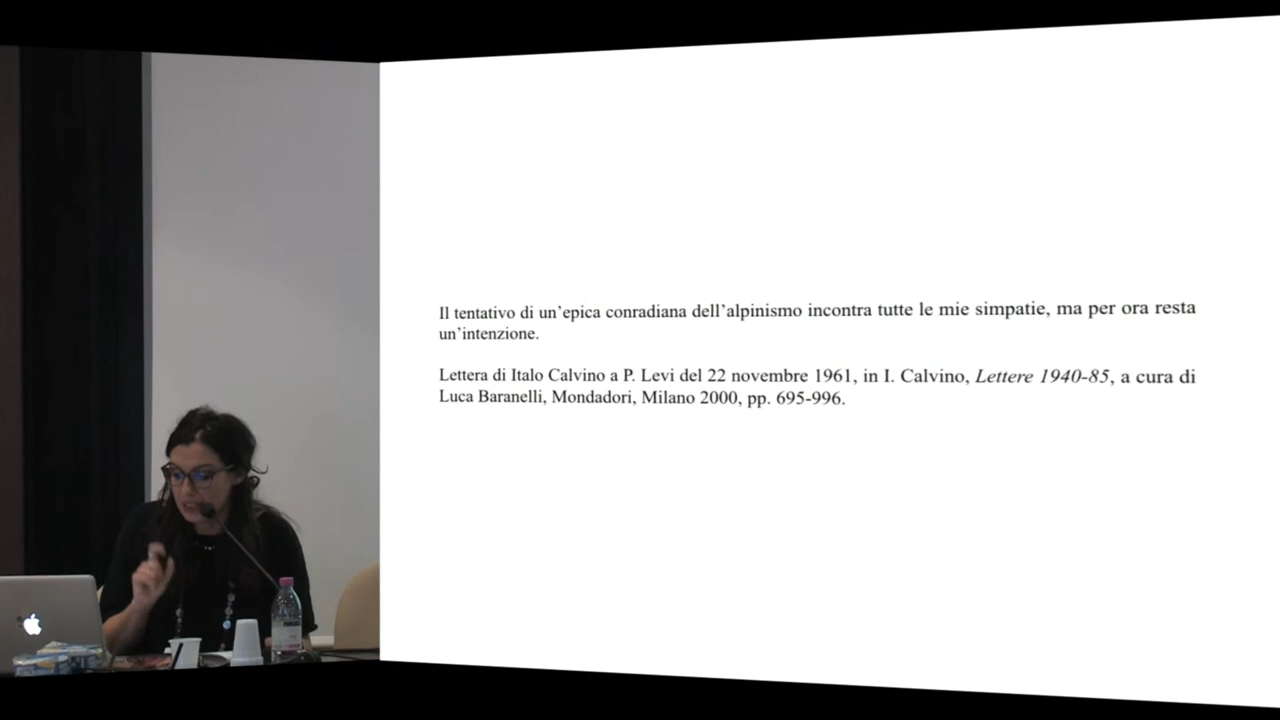 Il tentativo di un’epica conradiana dell’alpinismo incontra tutte le mie simpatie, ma per ora resta
un’intenzione.
Lettera di Italo Calvino a P. Levi del 22 novembre 1961, in I. Calvino, Lettere 1940-85, a cura di
Luca Baranelli, Mondadori, Milano 2000, pp. 695-996.